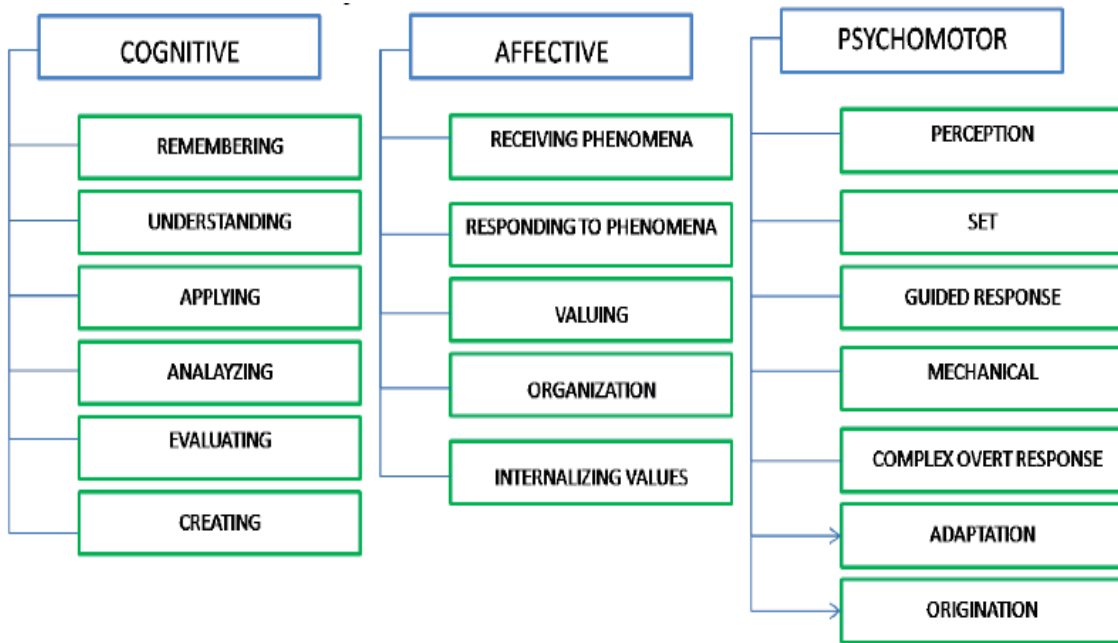 COGNITIVE
REMEMBERING
UNDERSTANDING
APPLYING
ANALAYZING
EVALUATING
CREATING
AFFECTIVE
RECEIVING PHENOMENA
RESPONDING TO PHENOMENA
VALUING
ORGANIZATION
INTERNALIZING VALUES
PSYCHOMOTOR
PERCEPTION
SET
GUIDED RESPONSE
MECHANICAL
COMPLEX OVERT RESPONSE
ADAPTATION
ORIGINATION